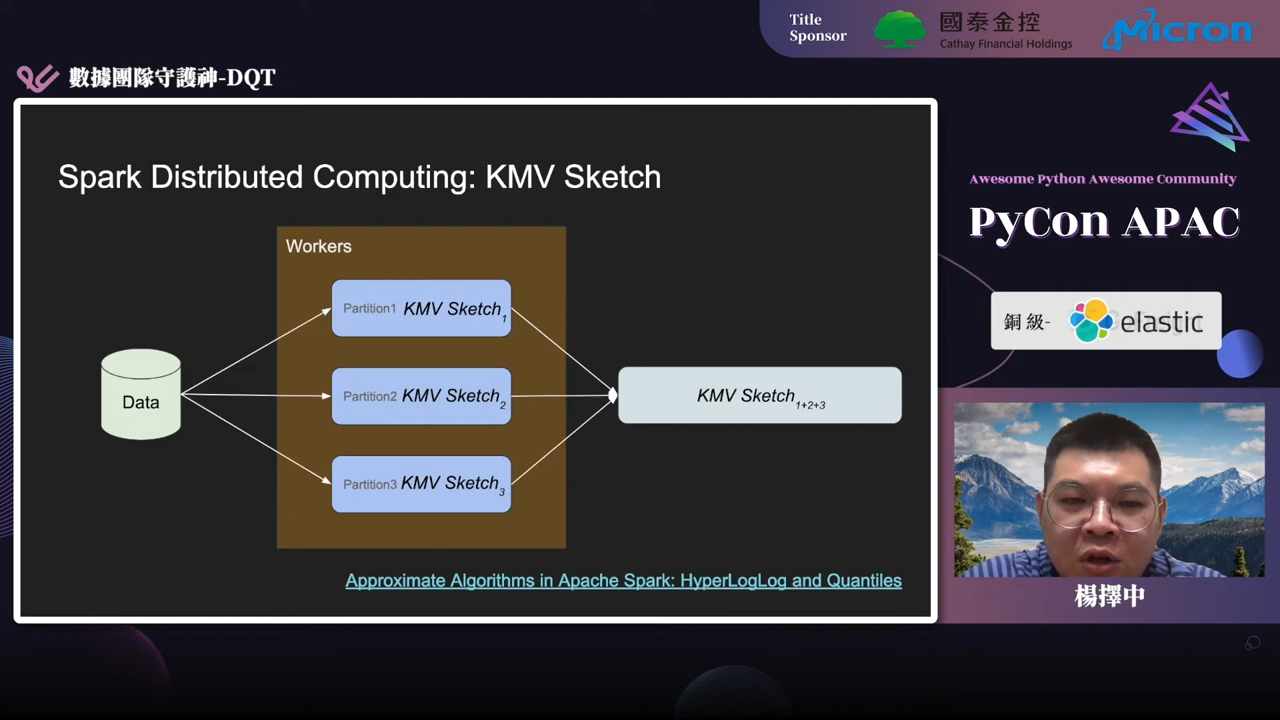 Title
Sponsor
國泰金控
Cathay Financial Holdings
Micron
數據團隊守護神-DQT
Spark Distributed Computing: KMV Sketch
Workers
Partition1 KMV Sketch1
Data
Partition2 KMV Sketch2
KMV Sketch1+2+3
Partition3 KMV Sketch3
Approximate Algorithms in Apache Spark: HyperLogLog and Quantiles
Awesome Python Awesome Community
PyCon APAC
銅級- elastic
楊擇中